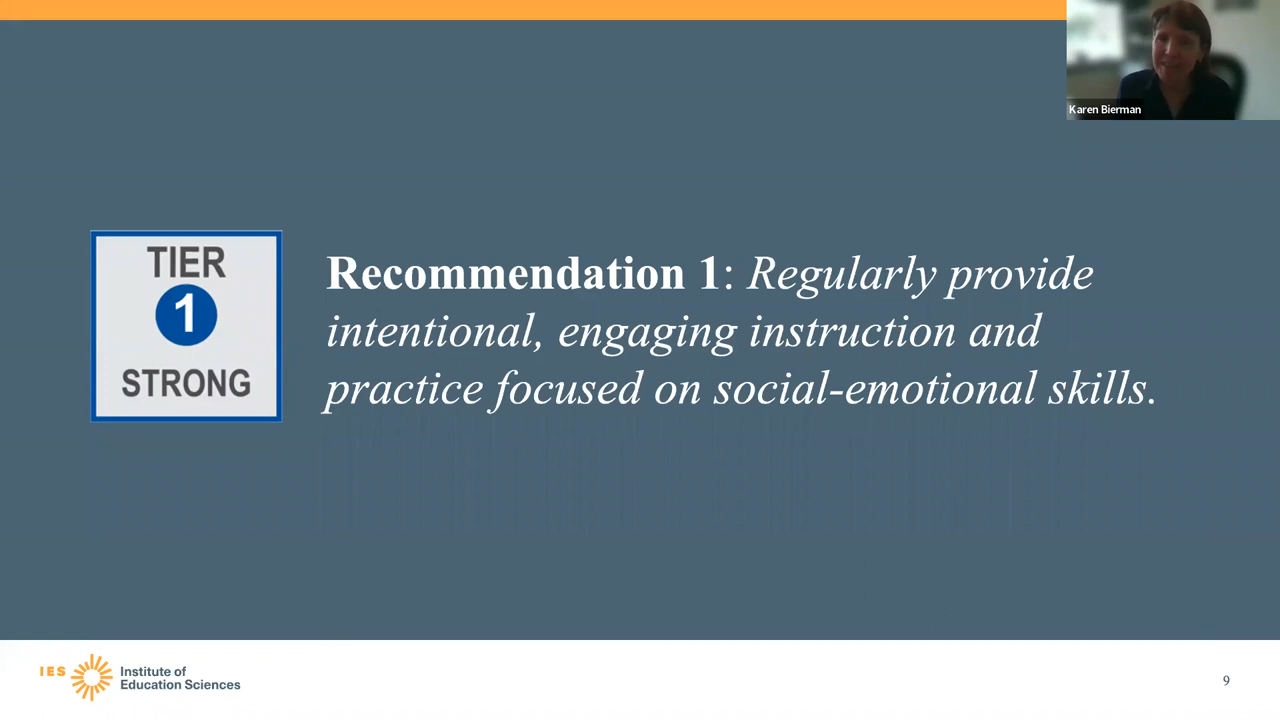 Karen Bierman
TIER
1
STRONG
Recommendation 1: Regularly provide
intentional, engaging instruction and
practice focused on social-emotional skills.
IES
Institute of
Education Sciences
9